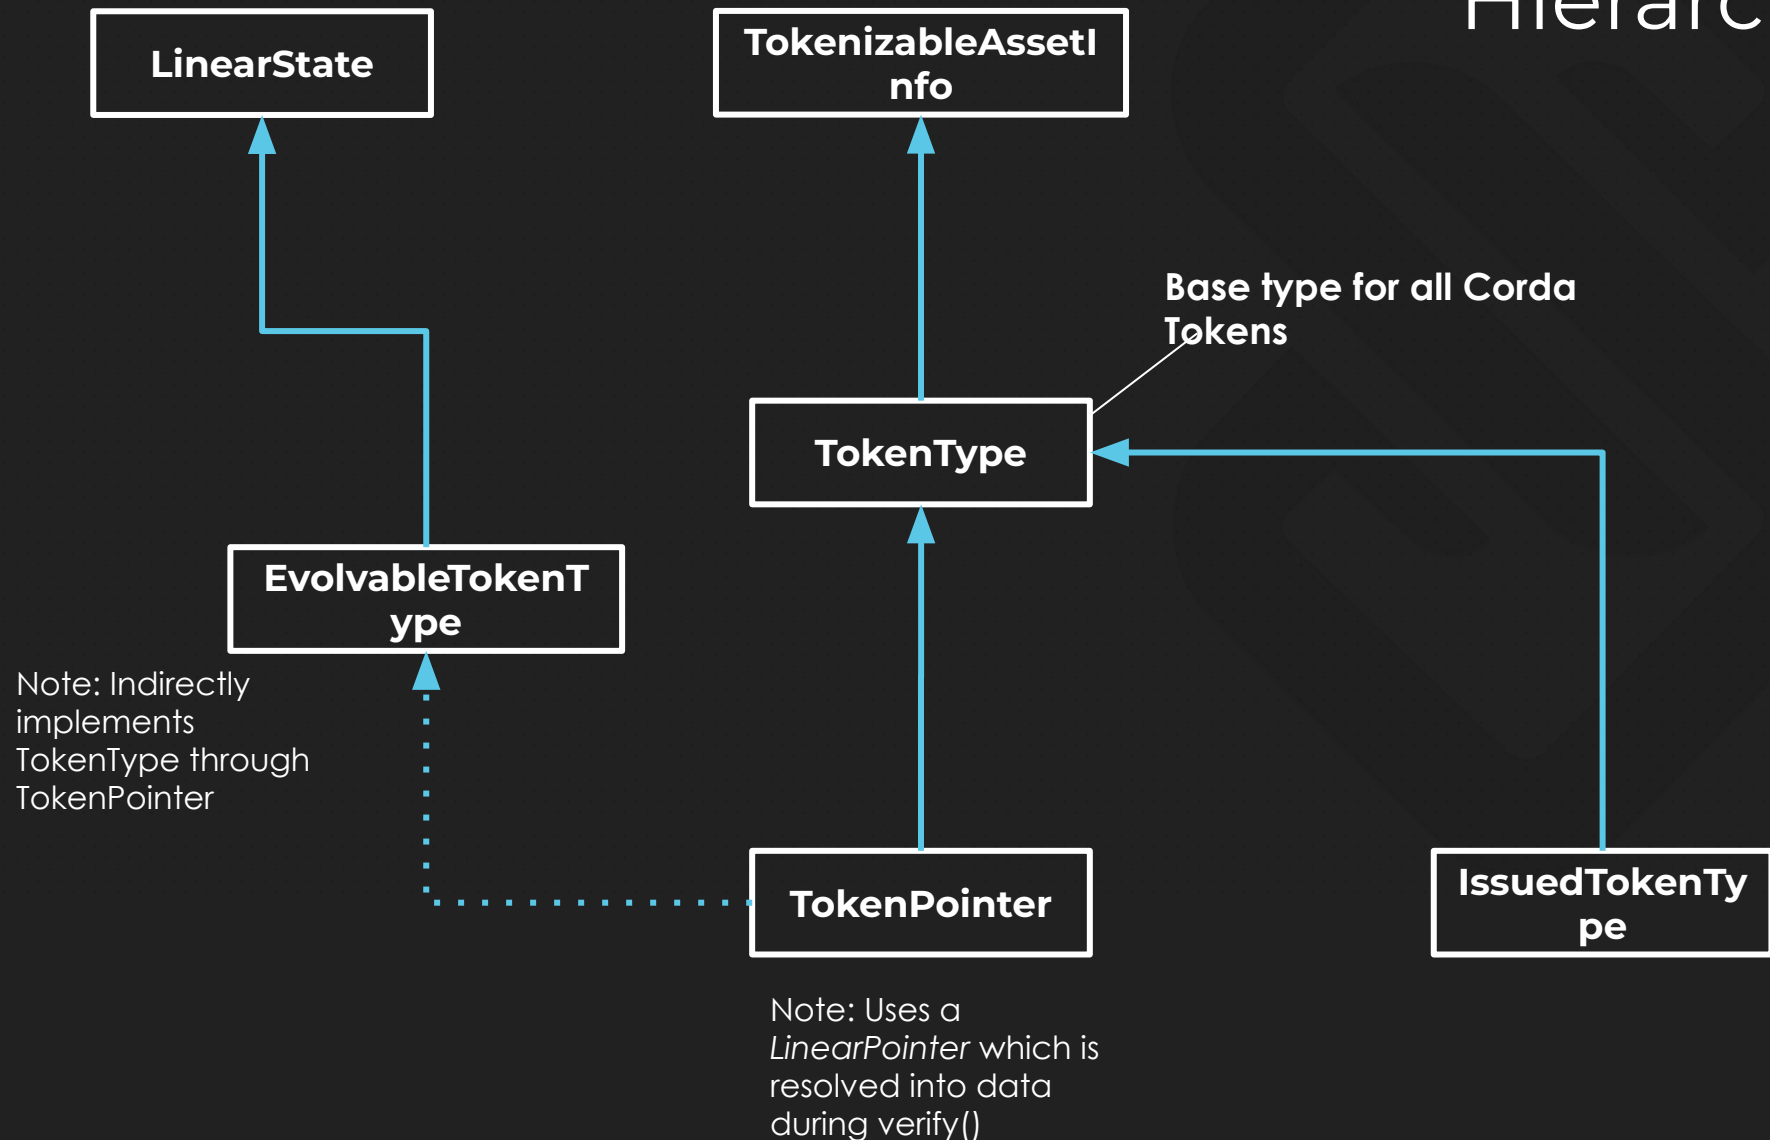 Hierarc
LinearState
TokenizableAssetI
nfo
Base type for all Corda
Tokens
TokenType
EvolvableTokenT
ype
Note: Indirectly
implements
TokenType through
TokenPointer
TokenPointer
IssuedTokenTy
pe
Note: Uses a
LinearPointer which is
resolved into data
during verify()